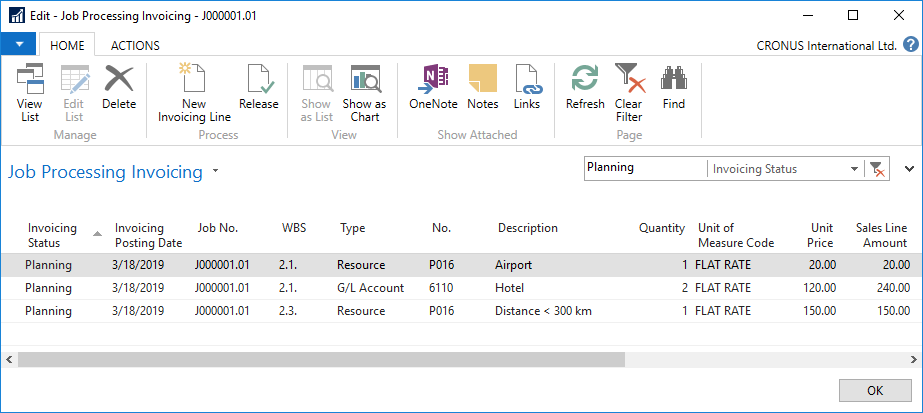 Edit - Job Processing Invoicing - J000001.01
HOME ACTIONS CRONUS International Ltd. ?
View List Edit List Delete New Invoicing Line Release Show as List Show as Chart OneNote Notes Links Refresh Clear Filter Find
Manage Process View Show Attached Page
Job Processing Invoicing Planning Invoicing Status
Invoicing Status Invoicing Posting Date Job No. WBS Type No. Description Quantity Unit of Measure Code Unit Price Sales Line Amount
Planning 3/18/2019 J000001.01 2.1. Resource P016 Airport 1 FLAT RATE 20.00 20.00
Planning 3/18/2019 J000001.01 2.1. G/L Account 6110 Hotel 2 FLAT RATE 120.00 240.00
Planning 3/18/2019 J000001.01 2.3. Resource P016 Distance < 300 km 1 FLAT RATE 150.00 150.00
OK